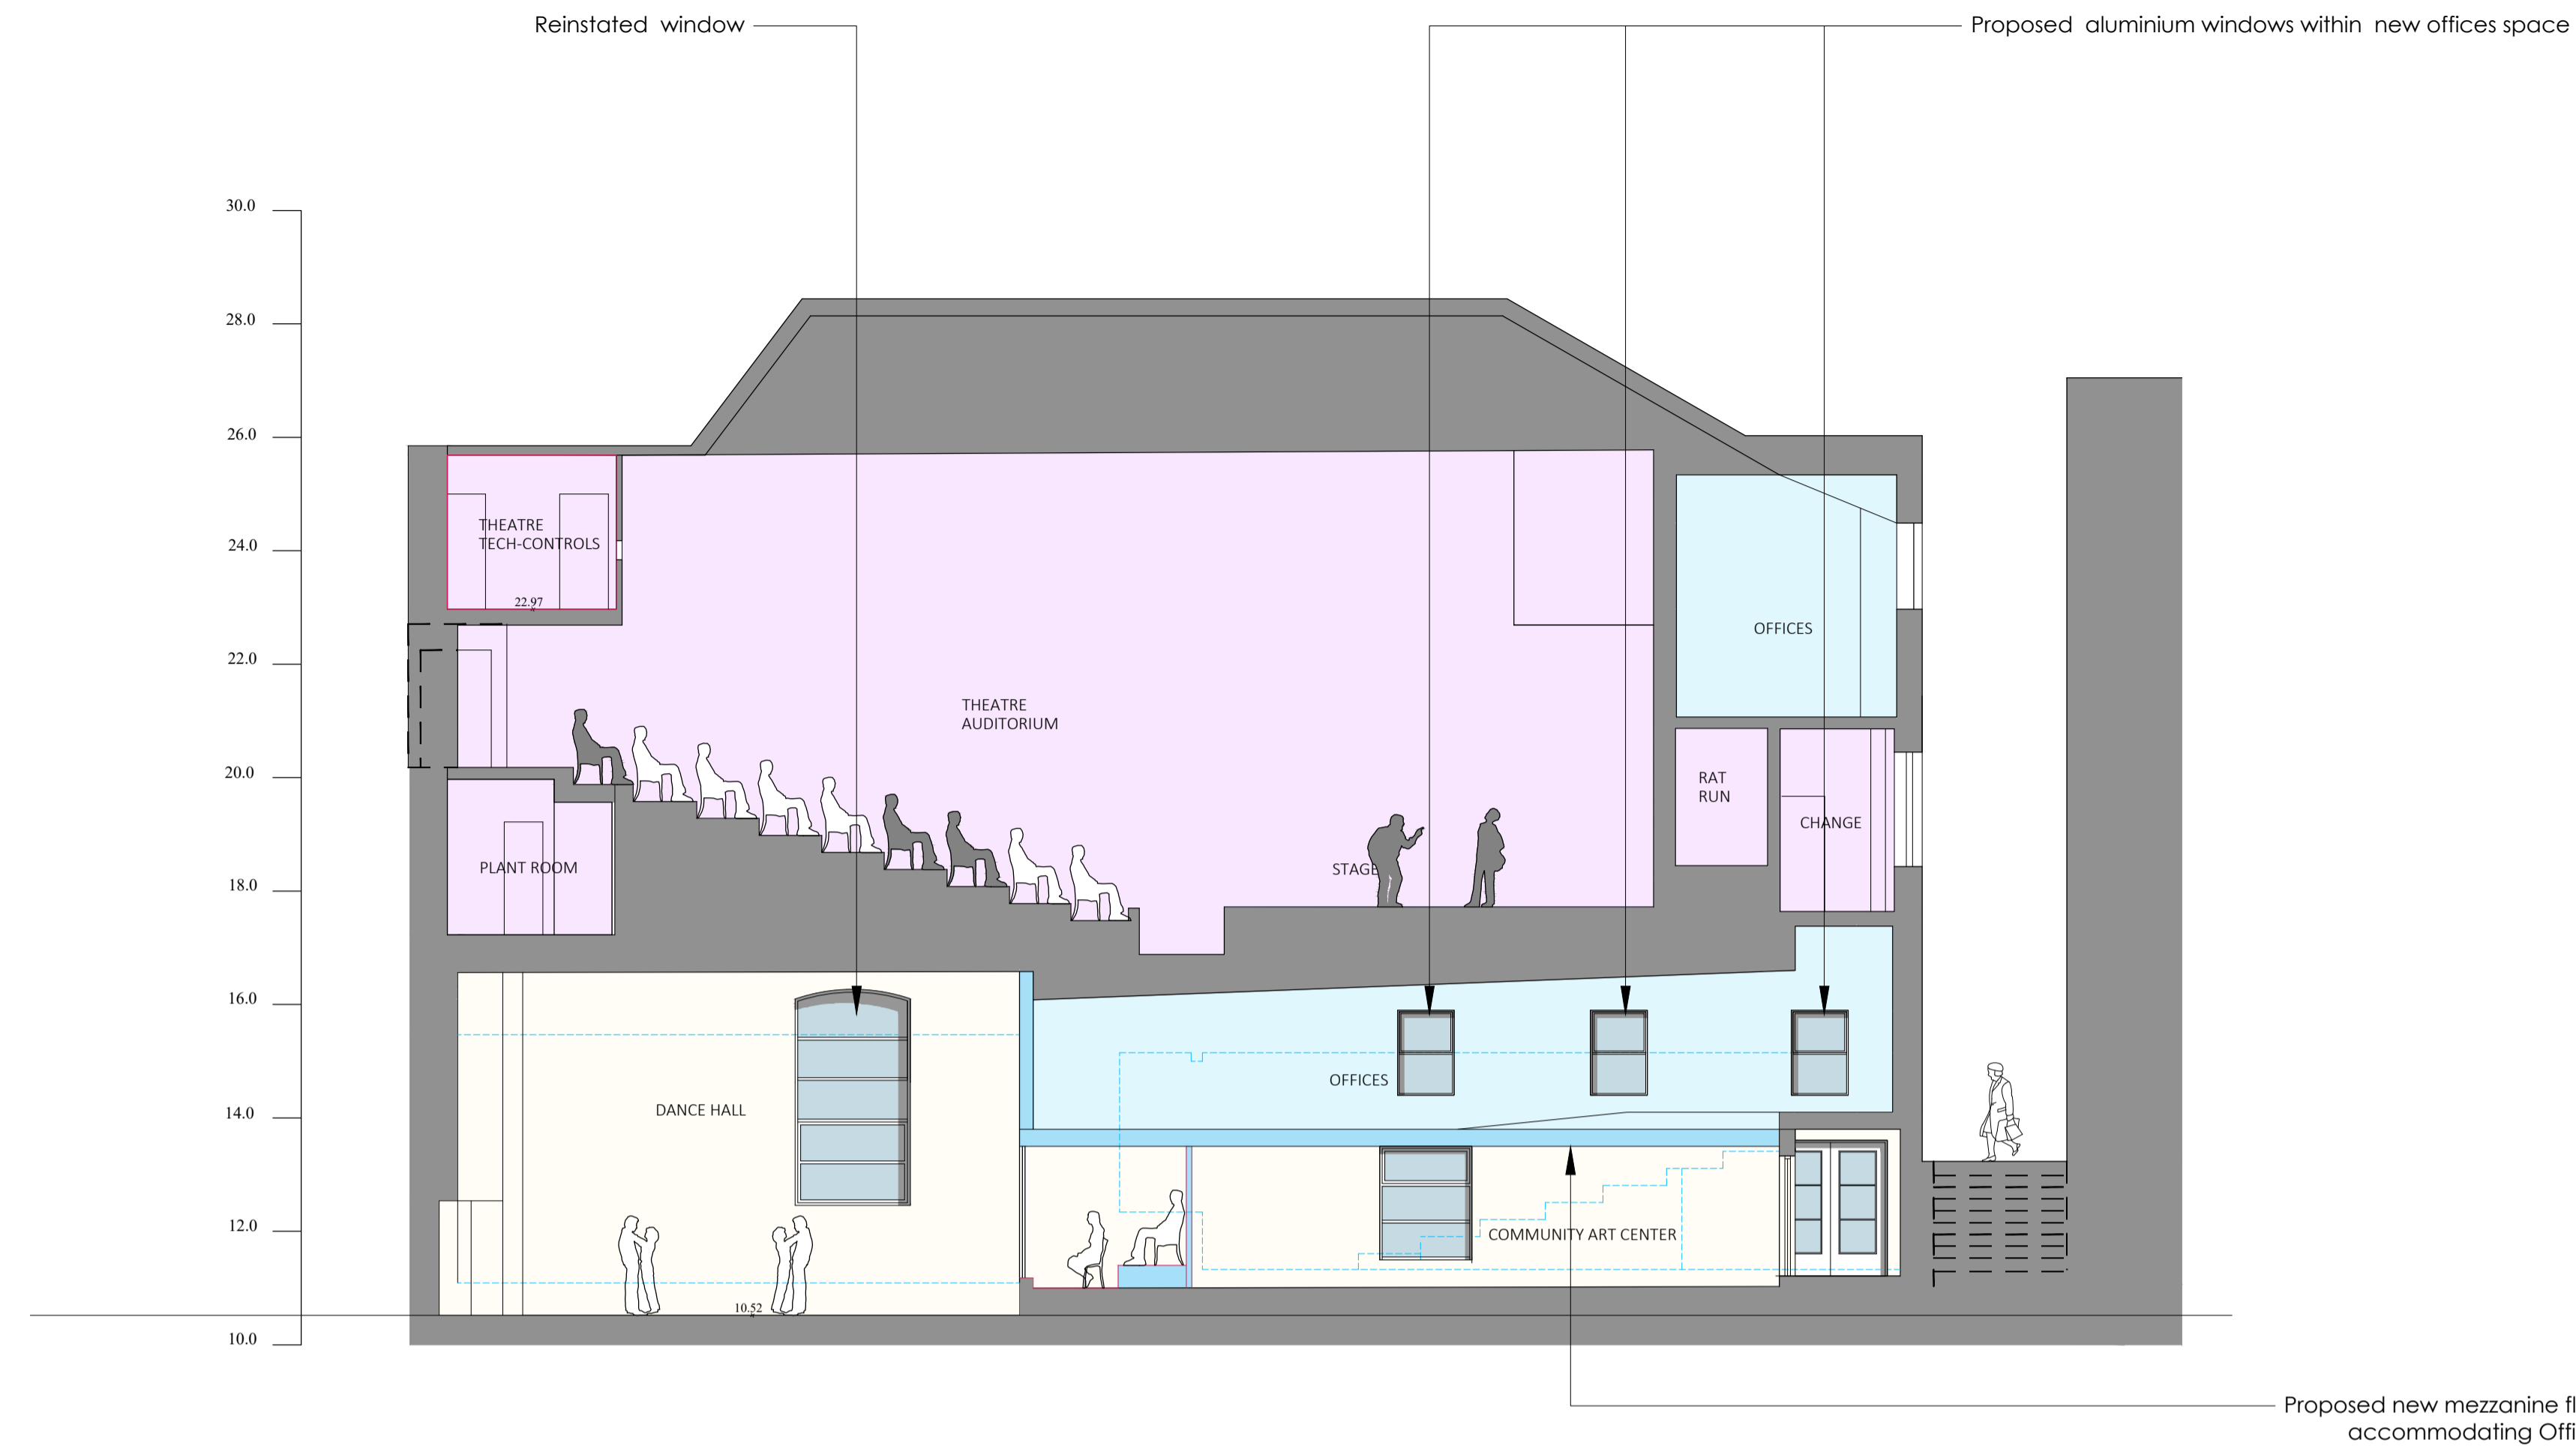 Reinstated window
Proposed aluminium windows within new offices space
30.0
28.0
26.0
24.0
22.0
20.0
18.0
16.0
14.0
12.0
10.0
THEATRE
TECH-CONTROLS
22.97
OFFICES
THEATRE
AUDITORIUM
RAT
RUN
CHANGE
PLANT ROOM
STAGE
OFFICES
DANCE HALL
COMMUNITY ART CENTER
10.52
Proposed new mezzanine
accommodating